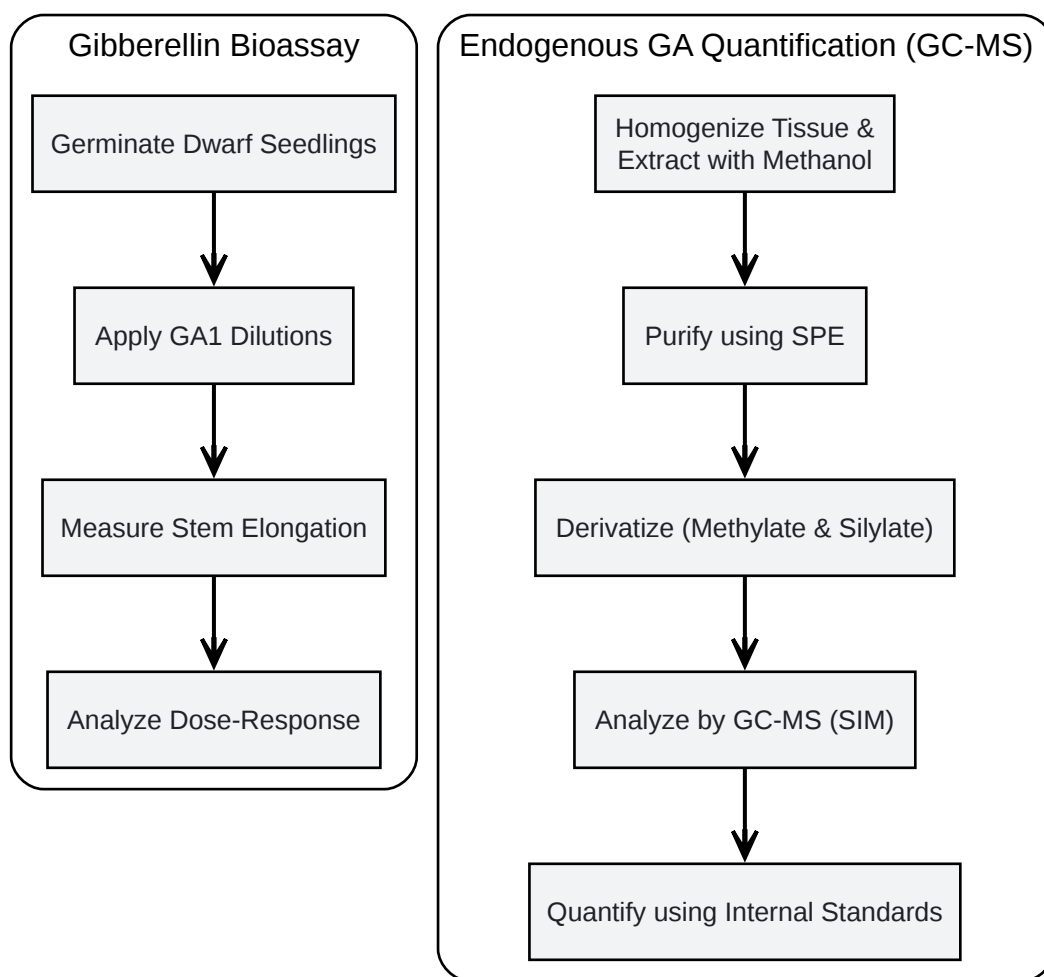 Gibberellin Bioassay
Germinate Dwarf Seedlings
Apply GA1 Dilutions
Measure Stem Elongation
Analyze Dose-Response
Endogenous GA Quantification (GC-MS)
Homogenize Tissue &
Extract with Methanol
Purify using SPE
Derivatize (Methylate & Silylate)
Analyze by GC-MS (SIM)
Quantify using Internal Standards